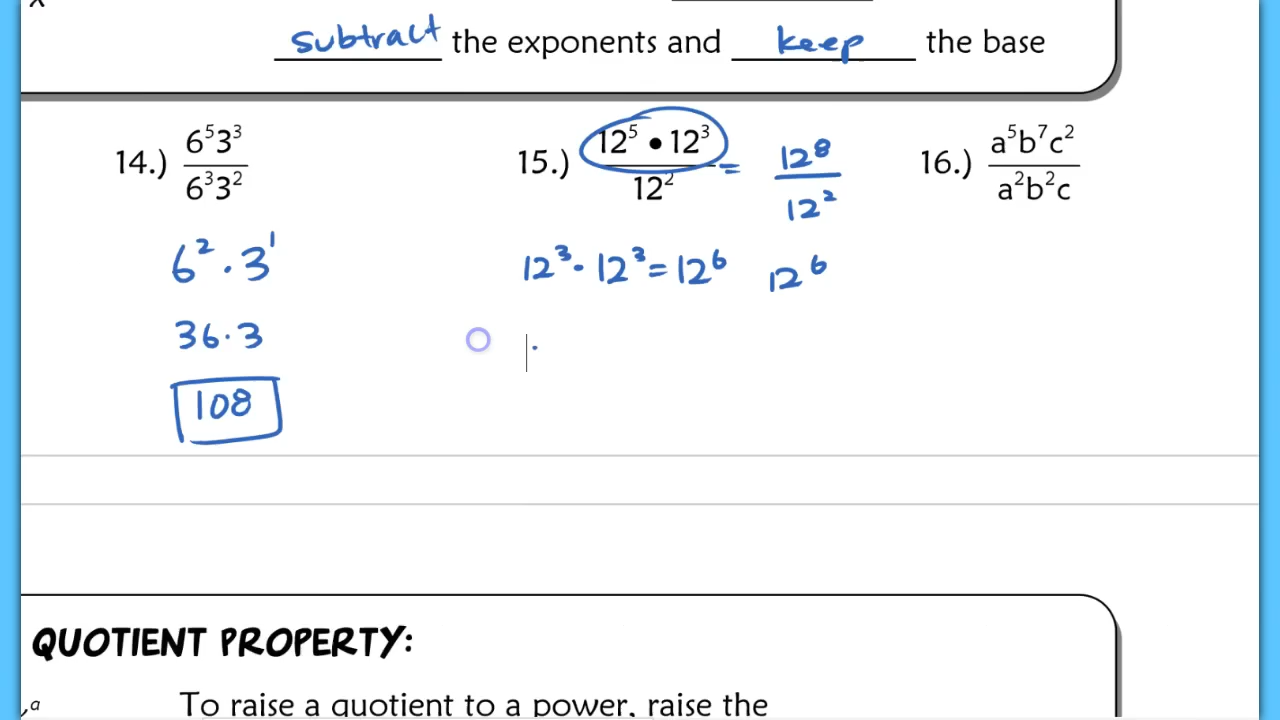 subtract the exponents and keep the base
14.) 6⁵3³ / 6³3²
15.) 12⁵ • 12³ / 12² = 12⁸ / 12²
16.) a⁵b⁷c² / a²b²c
6² · 3¹
12³ · 12³ = 12⁶ 12⁶
36 · 3
108
QUOTIENT PROPERTY:
To raise a quotient to a power, raise the